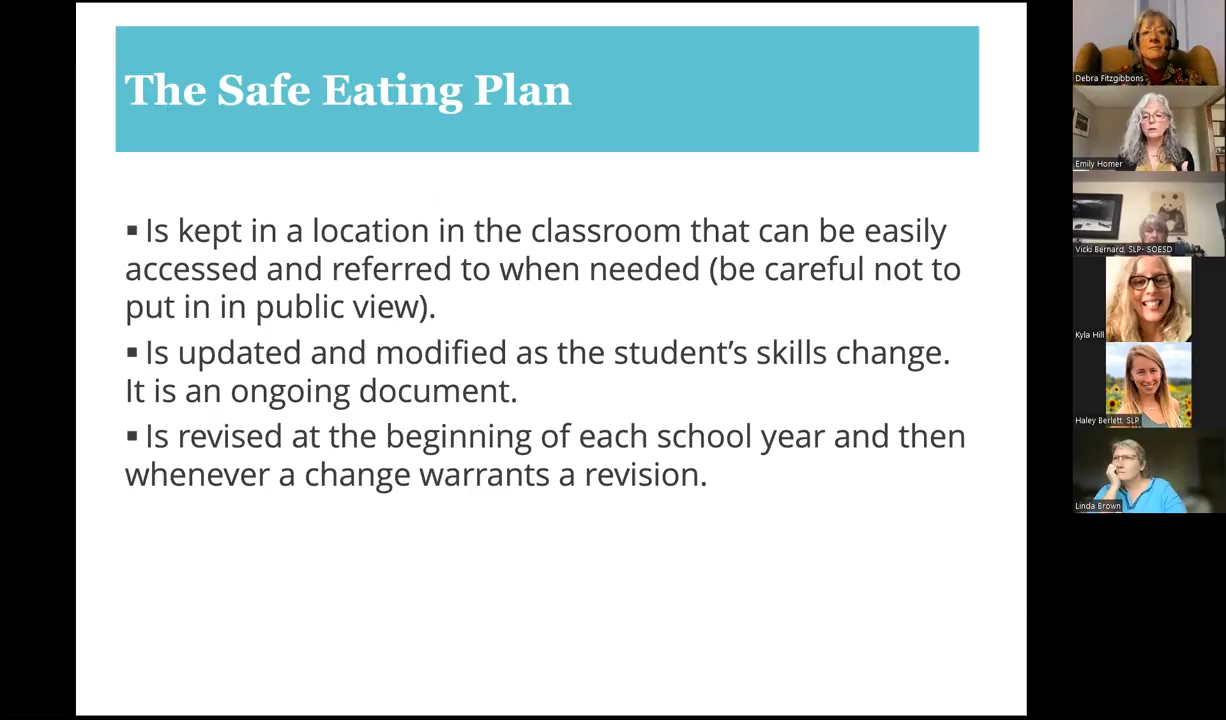 The Safe Eating Plan
▪ Is kept in a location in the classroom that can be easily
accessed and referred to when needed (be careful not to
put in in public view).
▪ Is updated and modified as the student’s skills change.
It is an ongoing document.
▪ Is revised at the beginning of each school year and then
whenever a change warrants a revision.
Debra Fitzgibbons
Emily Homer
Vicki Bernard, SLP- SOESD
Kyla Hill
Haley Berlett, SLP
Linda Brown